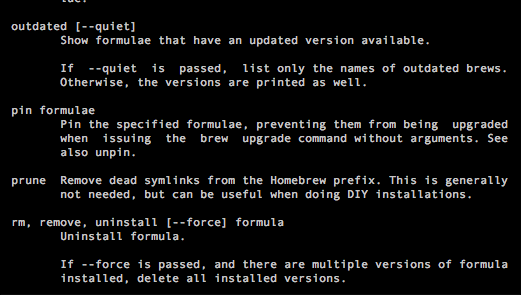 outdated [--quiet]
Show formulae that have an updated version available.
If --quiet is passed, list only the names of outdated brews.
Otherwise, the versions are printed as well.
pin formulae
Pin the specified formulae, preventing them from being upgraded
when issuing the brew upgrade command without arguments. See
also unpin.
prune Remove dead symlinks from the Homebrew prefix. This is generally
not needed, but can be useful when doing DIY installations.
rm, remove, uninstall [--force] formula
Uninstall formula.
If --force is passed, and there are multiple versions of formula
installed, delete all installed versions.